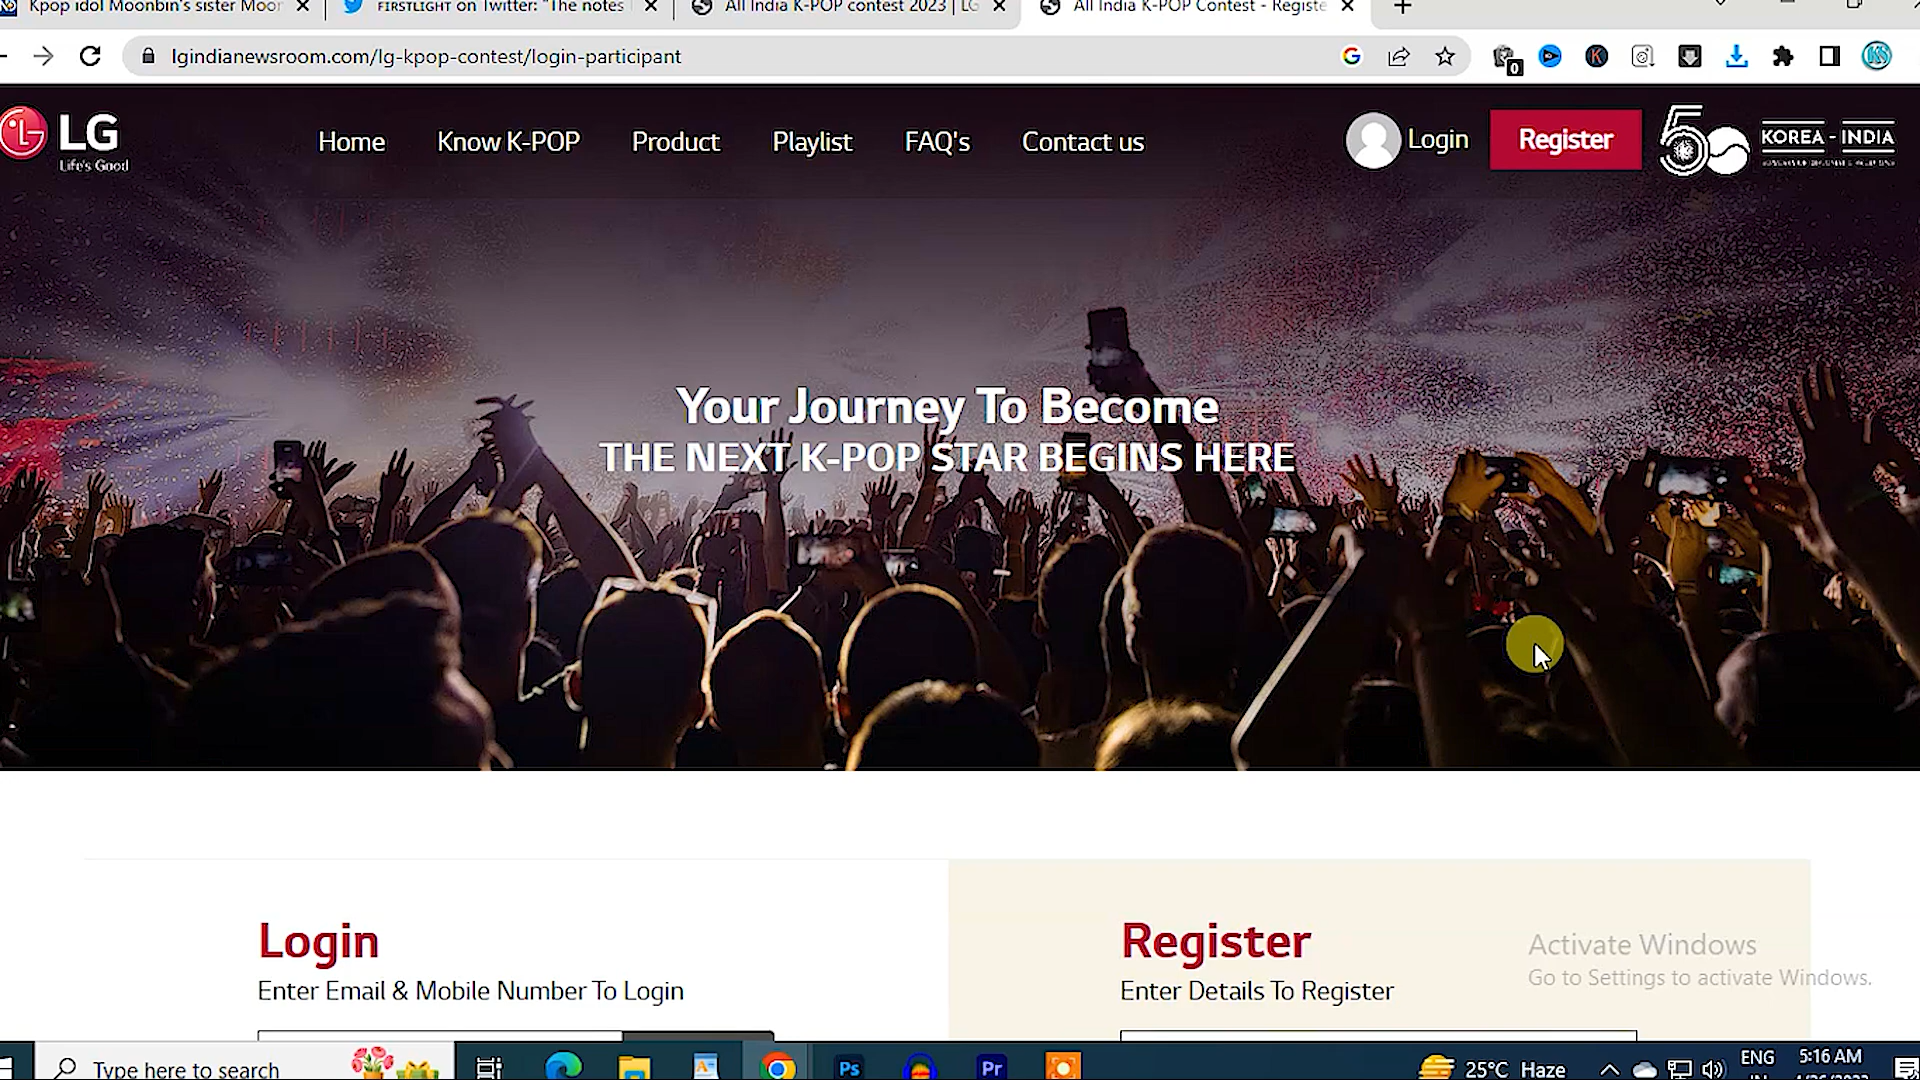 Kpop idol Moonbin's sister Moor
FIRSTLIGHT on Twitter: "The notes
All India K-POP contest 2023 | LG
All India K-POP Contest - Registe
lgindianewsroom.com/lg-kpop-contest/login-participant
0
LG
Life's Good
Home
Know K-POP
Product
Playlist
FAQ's
Contact us
Login
Register
KOREA - INDIA
Your Journey To Become
THE NEXT K-POP STAR BEGINS HERE
Login
Enter Email & Mobile Number To Login
Register
Enter Details To Register
Activate Windows
Go to Settings to activate Windows.
Type here to search
Ps
Pr
25°C Haze
ENG
5:16 AM